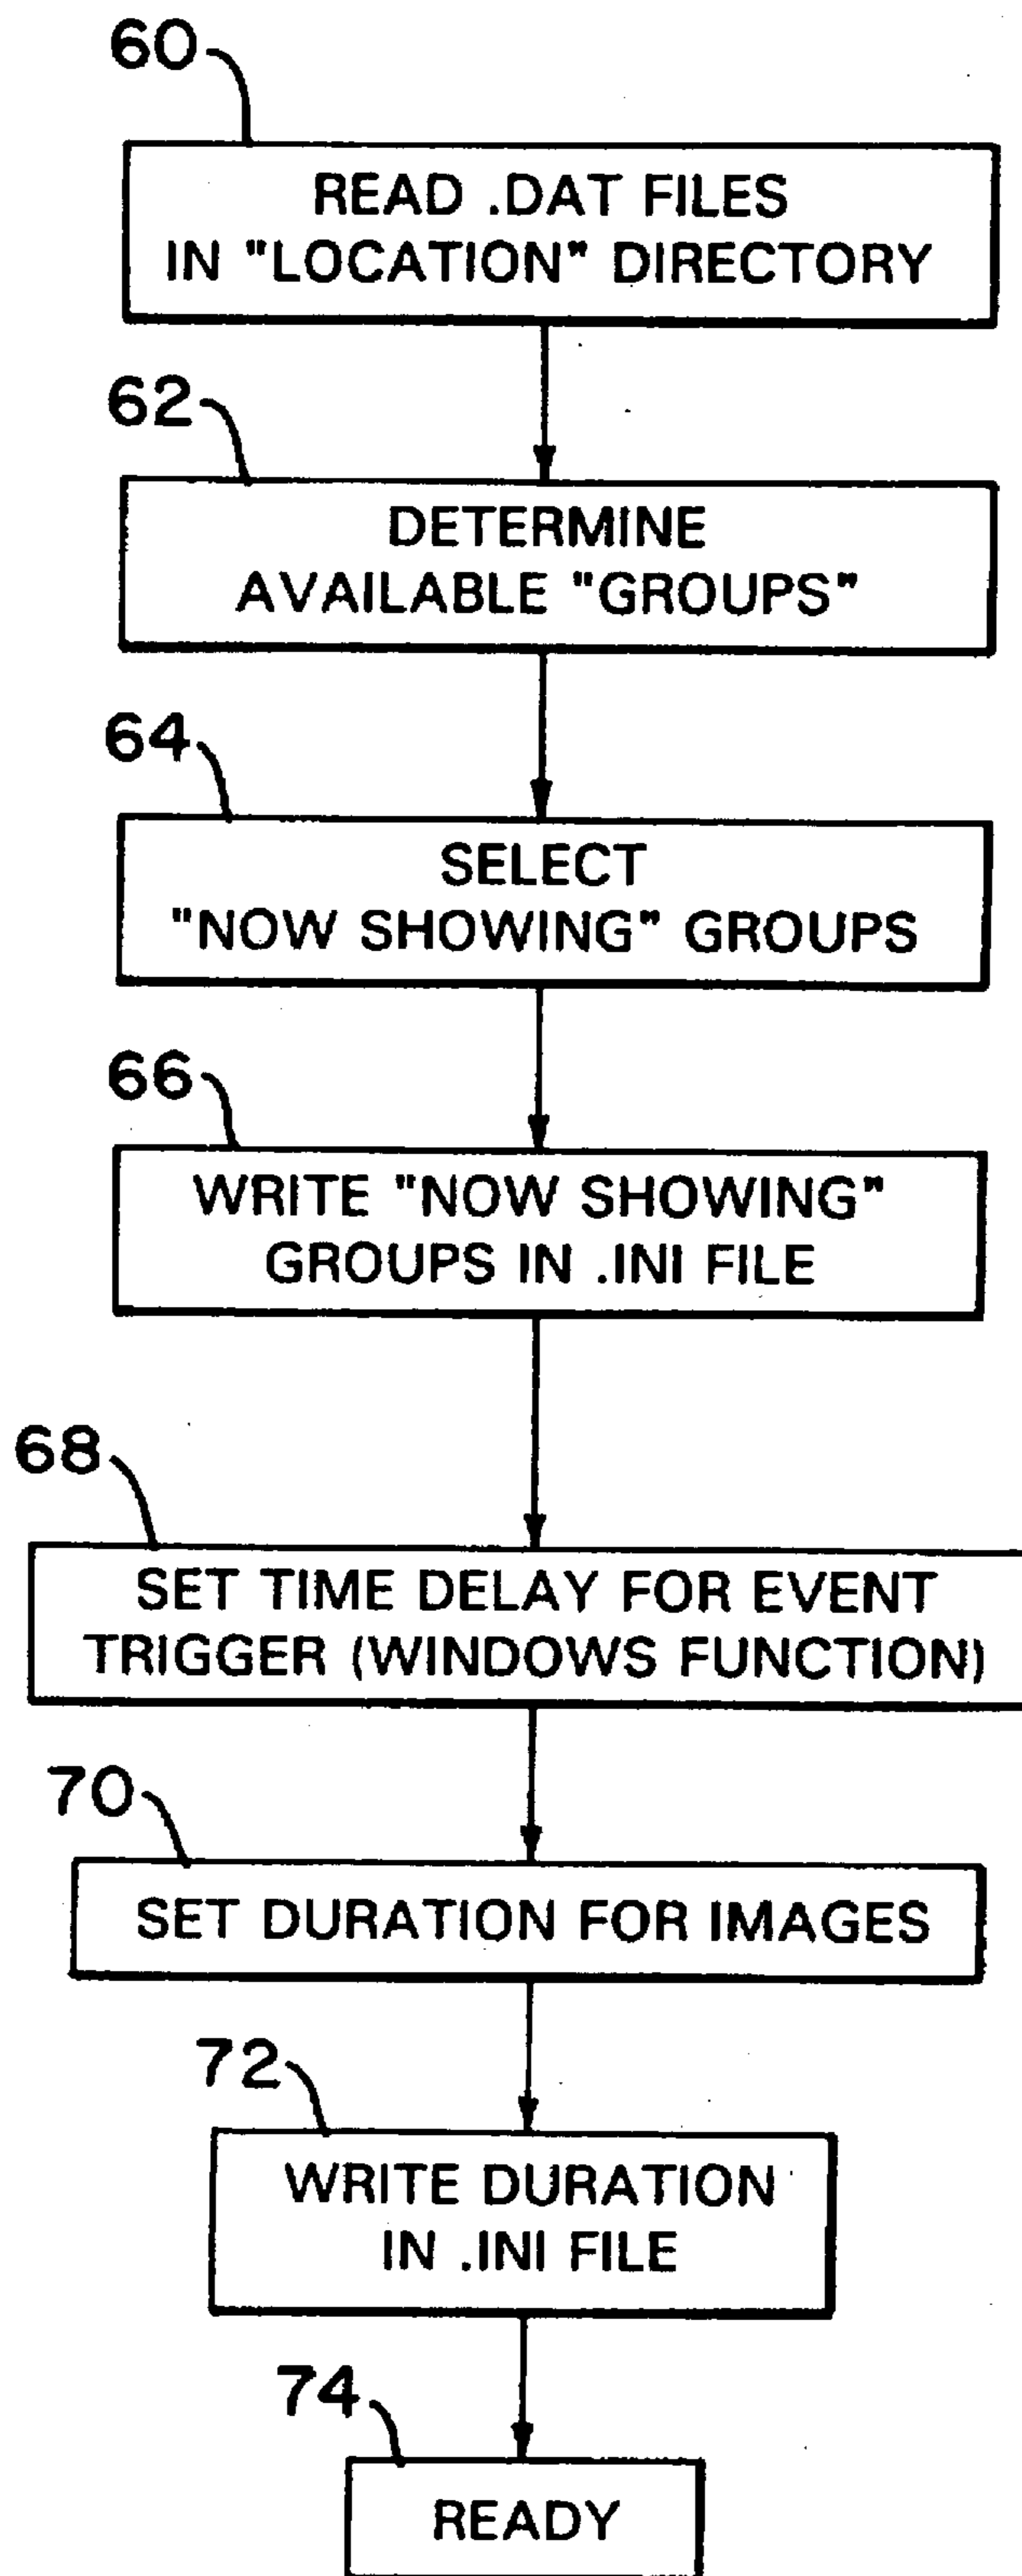 60
READ .DAT FILES
IN "LOCATION" DIRECTORY
62
DETERMINE
AVAILABLE "GROUPS"
64
SELECT
"NOW SHOWING" GROUPS
66
WRITE "NOW SHOWING"
GROUPS IN .INI FILE
68
SET TIME DELAY FOR EVENT
TRIGGER (WINDOWS FUNCTION)
70
SET DURATION FOR IMAGES
72
WRITE DURATION
IN .INI FILE
74
READY